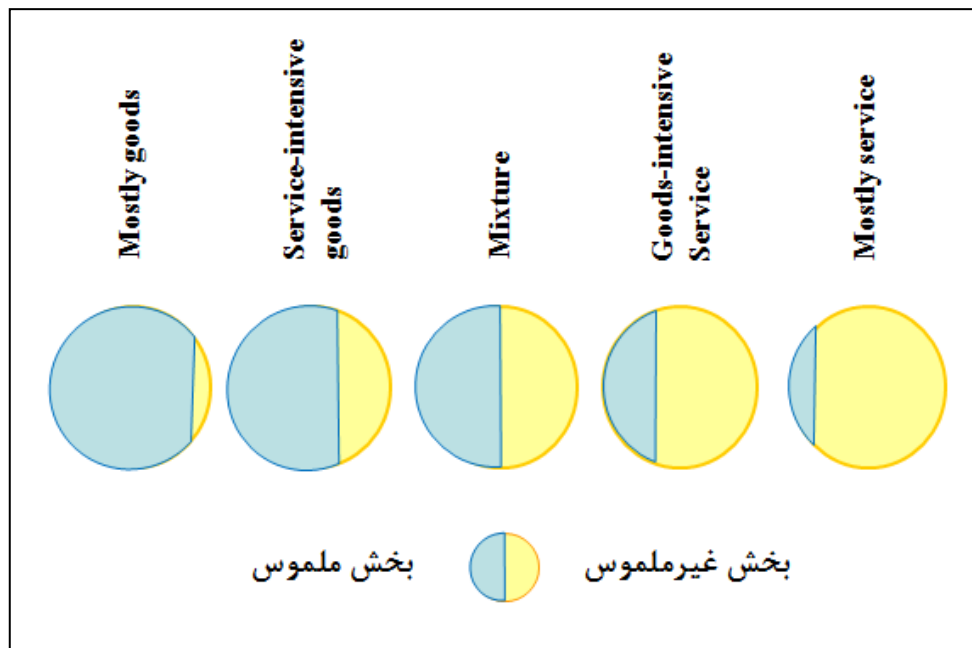 Mostly goods
Service-intensive
goods
Mixture
Goods-intensive
Service
Mostly service
بخش ملموس
بخش غیرملموس